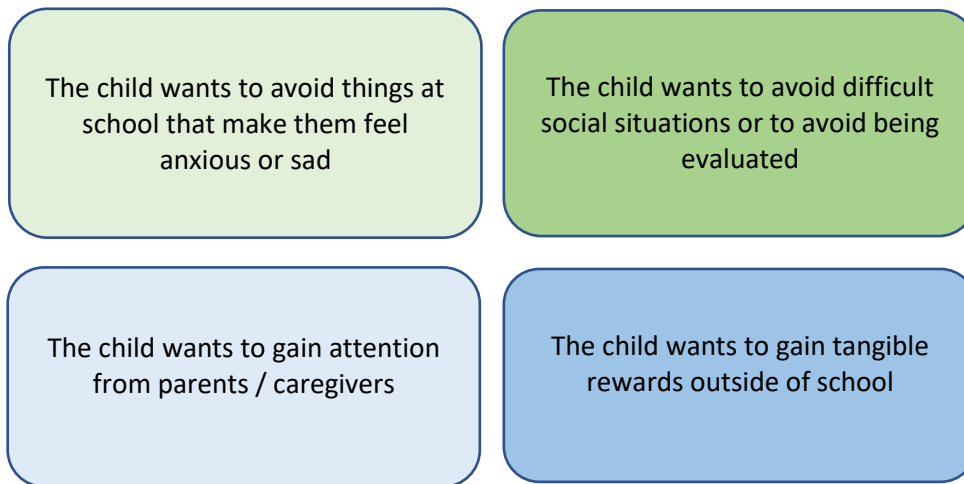 The child wants to avoid things at
school that make them feel
anxious or sad
The child wants to avoid difficult
social situations or to avoid being
evaluated
The child wants to gain attention
from parents / caregivers
The child wants to gain tangible
rewards outside of school